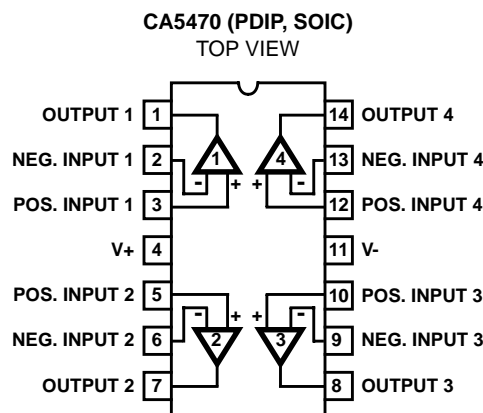 CA5470 (PDIP, SOIC)
TOP VIEW
OUTPUT 1 1 14 OUTPUT 4
NEG. INPUT 1 2 1 4 13 NEG. INPUT 4
- + + -
POS. INPUT 1 3 12 POS. INPUT 4
V+ 4 11 V-
POS. INPUT 2 5 10 POS. INPUT 3
- + + -
NEG. INPUT 2 6 2 3 9 NEG. INPUT 3
OUTPUT 2 7 8 OUTPUT 3